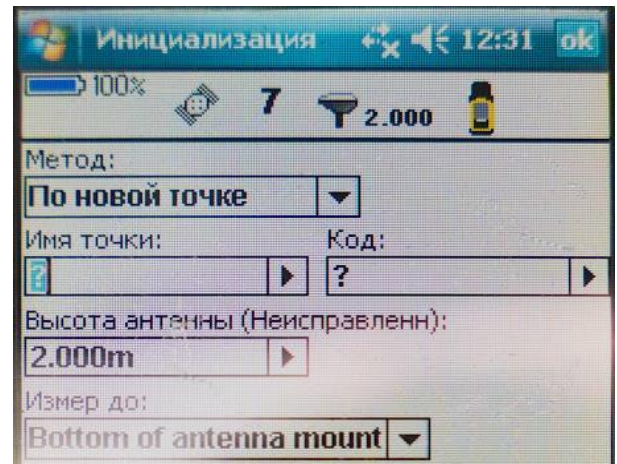 Инициализация 12:31 ok
100% 7 2.000
Метод:
По новой точке
Имя точки: Код:
? ?
Высота антенны (Неисправленн):
2.000m
Измер до:
Bottom of antenna mount